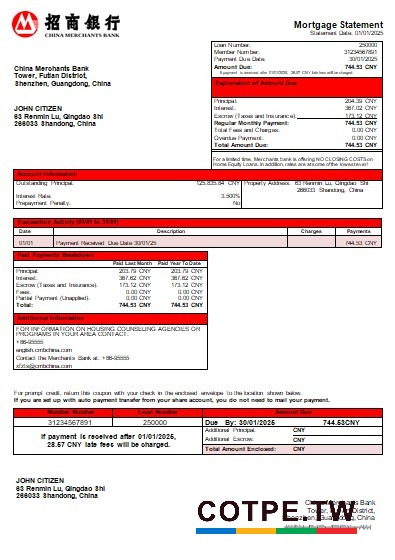 招商银行
CHINA MERCHANTS BANK
Mortgage Statement
Statement Date: 01/01/2025
Loan Number: 250000
Member Number: 31234567891
Payment Due Date: 30/01/2025
Amount Due: 744.53 CNY
If payment is received after 01/01/2025, 28.57 CNY late fees will be charged.
China Merchants Bank
Tower, Futian District,
Shenzhen, Guangdong, China
Explanation of Amount Due
Principal: 204.39 CNY
Interest: 367.02 CNY
Escrow (Taxes and Insurance): 173.12 CNY
Regular Monthly Payment: 744.53 CNY
Total Fees and Charges: 0.00 CNY
Overdue Payment: 0.00 CNY
Total Amount Due: 744.53 CNY
JOHN CITIZEN
63 Renmin Lu, Qingdao Shi
266033 Shandong, China
For a limited time, Merchants bank is offering NO CLOSING COSTS on
Home Equity Loans. In addition, rates are at some of the lowest ever!
Account Information
Outstanding Principal: 125,835.84 CNY
Property Address: 63 Renmin Lu, Qingdao Shi
266033 Shandong, China
Interest Rate: 3.500%
Prepayment Penalty: No
Transaction Activity (01/01 to 31/01)
Date Description Charges Payments
01/01 Payment Received Due Date 30/01/25 744.53 CNY
Past Payments Breakdown
Paid Last Month Paid Year To Date
Principal: 203.79 CNY 203.79 CNY
Interest: 367.62 CNY 367.62 CNY
Escrow (Taxes and Insurance): 173.12 CNY 173.12 CNY
Fees: 0.00 CNY 0.00 CNY
Partial Payment (Unapplied): 0.00 CNY 0.00 CNY
Total: 744.53 CNY 744.53 CNY
Additional Information
FOR INFORMATION ON HOUSING COUNSELING AGENCIES OR
PROGRAMS IN YOUR AREA CONTACT:
+86-95555
english.cmbchina.com
Contact the Merchants Bank at: +86-95555
@cmbchina.com
For prompt credit, return this coupon with your check in the enclosed envelope to the location shown below.
If you are set up with auto payment transfer from your share account, you do not need to mail your payment.
Member Number Loan Number Amount Due
31234567891 250000 Due By: 30/01/2025 744.53CNY
If payment is received after 01/01/2025,
28.57 CNY late fees will be charged.
Additional Principal: CNY
Additional Escrow: CNY
Total Amount Enclosed: CNY
JOHN CITIZEN
63 Renmin Lu, Qingdao Shi
266033 Shandong, China
China Merchants Bank
COTPE.W